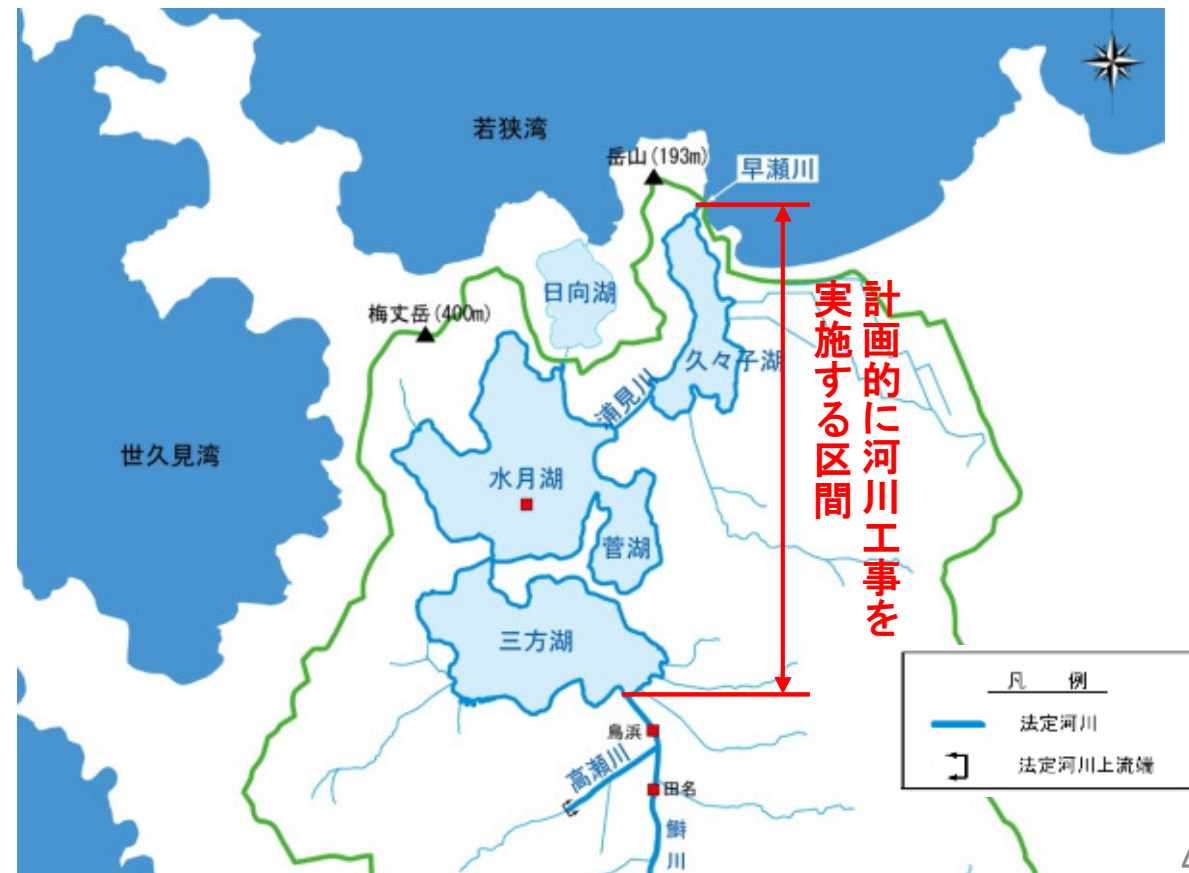 若狭湾
岳山(193m)
早瀬川
日向湖
梅丈岳(400m)
久々子湖
浦見川
計画的に河川工事を
実施する区間
世久見湾
水月湖
菅湖
三方湖
鳥浜
高瀬川
田名
鰣川
凡 例
法定河川
法定河川上流端